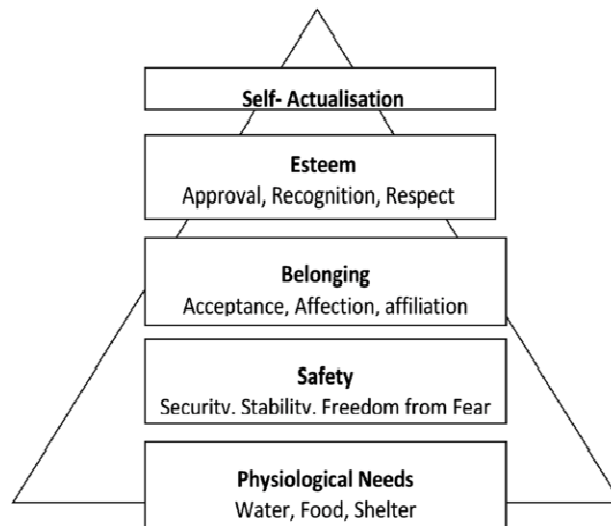 Self- Actualisation
Esteem
Approval, Recognition, Respect
Belonging
Acceptance, Affection, affiliation
Safety
Security, Stability, Freedom from Fear
Physiological Needs
Water, Food, Shelter